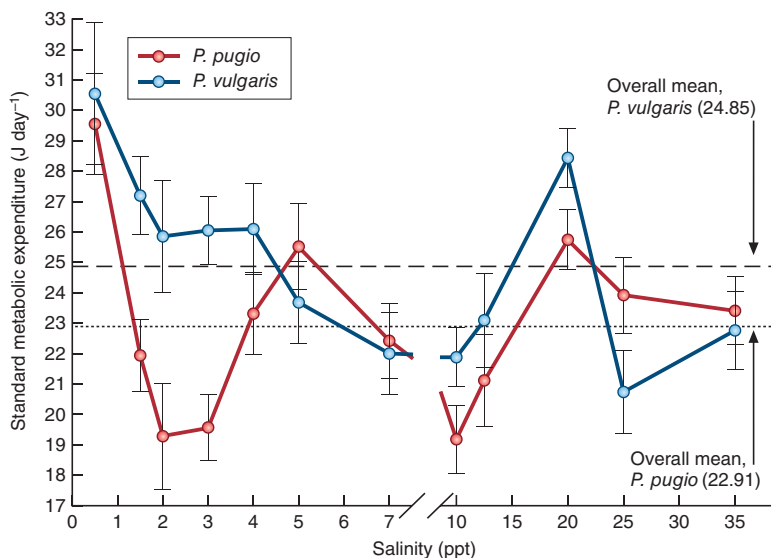 33
32
31
30
29
28
27
26
25
24
23
22
21
20
19
18
17
Standard metabolic expenditure (J day⁻¹)
P. pugio
P. vulgaris
Overall mean,
P. vulgaris (24.85)
Overall mean,
P. pugio (22.91)
0 1 2 3 4 5 6 7 10 15 20 25 30 35
Salinity (ppt)